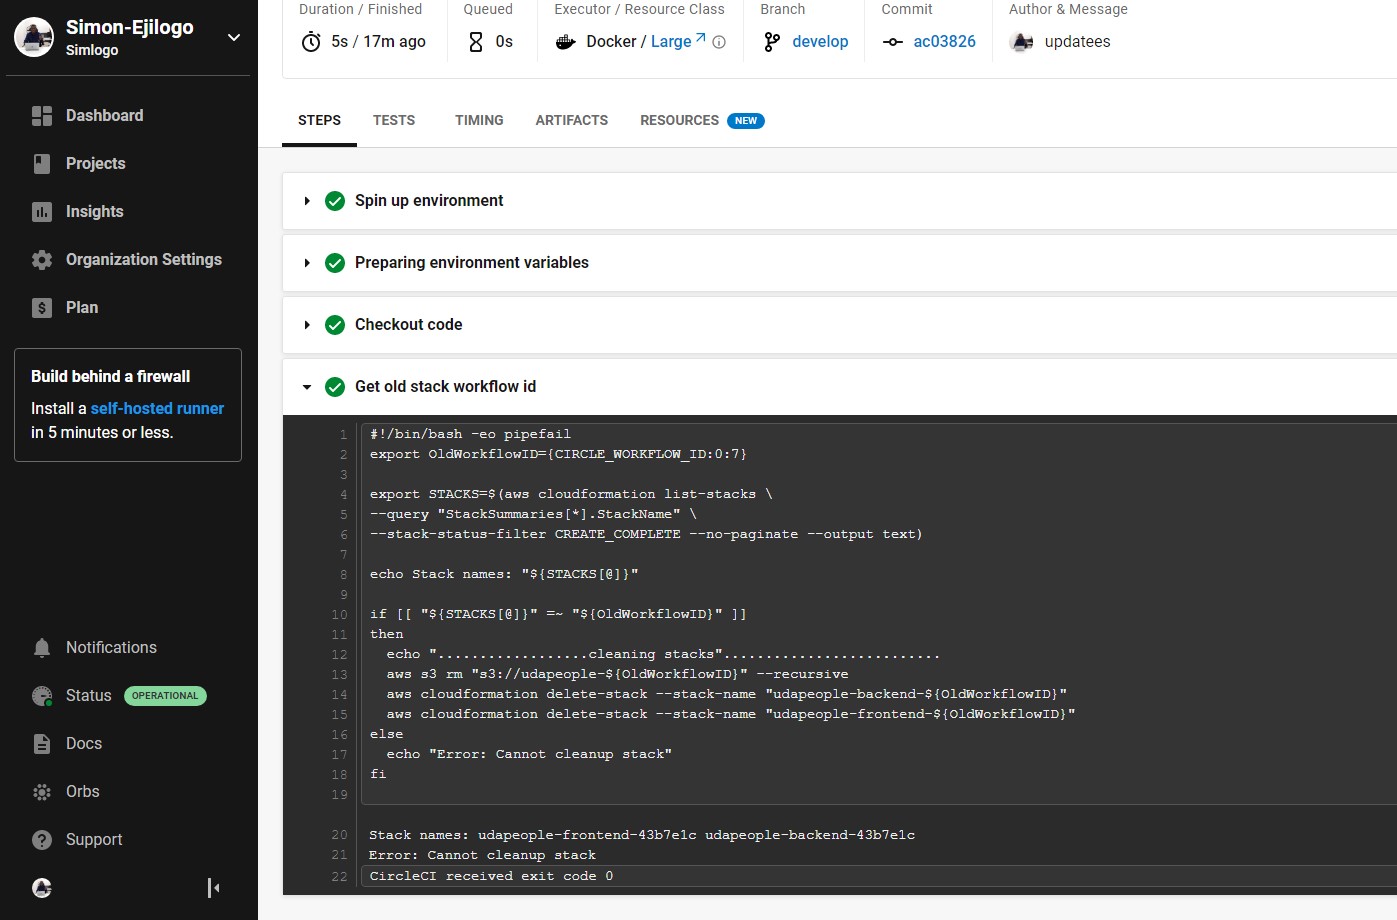 Simon-Ejilogo
Simlogo
Dashboard
Projects
Insights
Organization Settings
Plan
Build behind a firewall
Install a self-hosted runner
in 5 minutes or less.
Notifications
Status OPERATIONAL
Docs
Orbs
Support
Duration / Finished
5s / 17m ago
Queued
0s
Executor / Resource Class
Docker / Large
Branch
develop
Commit
ac03826
Author & Message
updatees
STEPS TESTS TIMING ARTIFACTS RESOURCES NEW
Spin up environment
Preparing environment variables
Checkout code
Get old stack workflow id
1 #!/bin/bash -eo pipefail
2 export OldWorkflowID={CIRCLE_WORKFLOW_ID:0:7}
3
4 export STACKS=$(aws cloudformation list-stacks \
5 --query "StackSummaries[*].StackName" \
6 --stack-status-filter CREATE_COMPLETE --no-paginate --output text)
7
8 echo Stack names: "${STACKS[@]}"
9
10 if [[ "${STACKS[@]}" =~ "${OldWorkflowID}" ]]
11 then
12 echo "..................cleaning stacks"..........................
13 aws s3 rm "s3://udapeople-${OldWorkflowID}" --recursive
14 aws cloudformation delete-stack --stack-name "udapeople-backend-${OldWorkflowID}"
15 aws cloudformation delete-stack --stack-name "udapeople-frontend-${OldWorkflowID}"
16 else
17 echo "Error: Cannot cleanup stack"
18 fi
19
20 Stack names: udapeople-frontend-43b7e1c udapeople-backend-43b7e1c
21 Error: Cannot cleanup stack
22 CircleCI received exit code 0